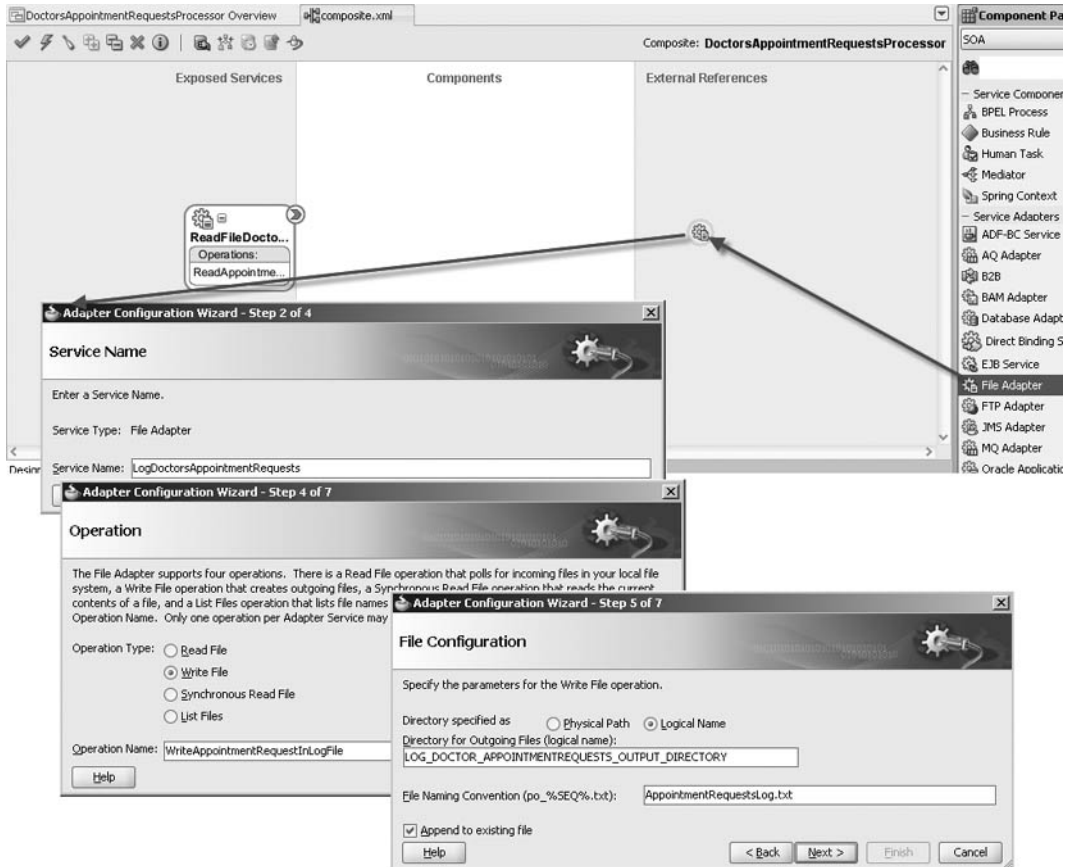 DoctorsAppointmentRequestsProcessor Overview
composite.xml
Composite: DoctorsAppointmentRequestsProcessor
Exposed Services
Components
External References
ReadFileDocto...
Operations:
ReadAppointme...
Component Pa
SOA
Service Componen
BPEL Process
Business Rule
Human Task
Mediator
Spring Context
Service Adapters
ADF-BC Service
AQ Adapter
B2B
BAM Adapter
Database Adapt
Direct Binding S
EJB Service
File Adapter
FTP Adapter
JMS Adapter
MQ Adapter
Oracle Applicatio
Adapter Configuration Wizard - Step 2 of 4
Service Name
Enter a Service Name.
Service Type: File Adapter
Service Name: LogDoctorsAppointmentRequests
Adapter Configuration Wizard - Step 4 of 7
Operation
The File Adapter supports four operations. There is a Read File operation that polls for incoming files in your local file
system, a Write File operation that creates outgoing files, a Synchronous Read File operation that reads the current
contents of a file, and a List Files operation that lists file names
Operation Name. Only one operation per Adapter Service may
Operation Type: Read File
Write File
Synchronous Read File
List Files
Operation Name: WriteAppointmentRequestInLogFile
Help
Adapter Configuration Wizard - Step 5 of 7
File Configuration
Specify the parameters for the Write File operation.
Directory specified as Physical Path Logical Name
Directory for Outgoing Files (logical name):
LOG_DOCTOR_APPOINTMENTREQUESTS_OUTPUT_DIRECTORY
File Naming Convention (po_%SEQ%.txt): AppointmentRequestsLog.txt
Append to existing file
Help < Back Next > Finish Cancel